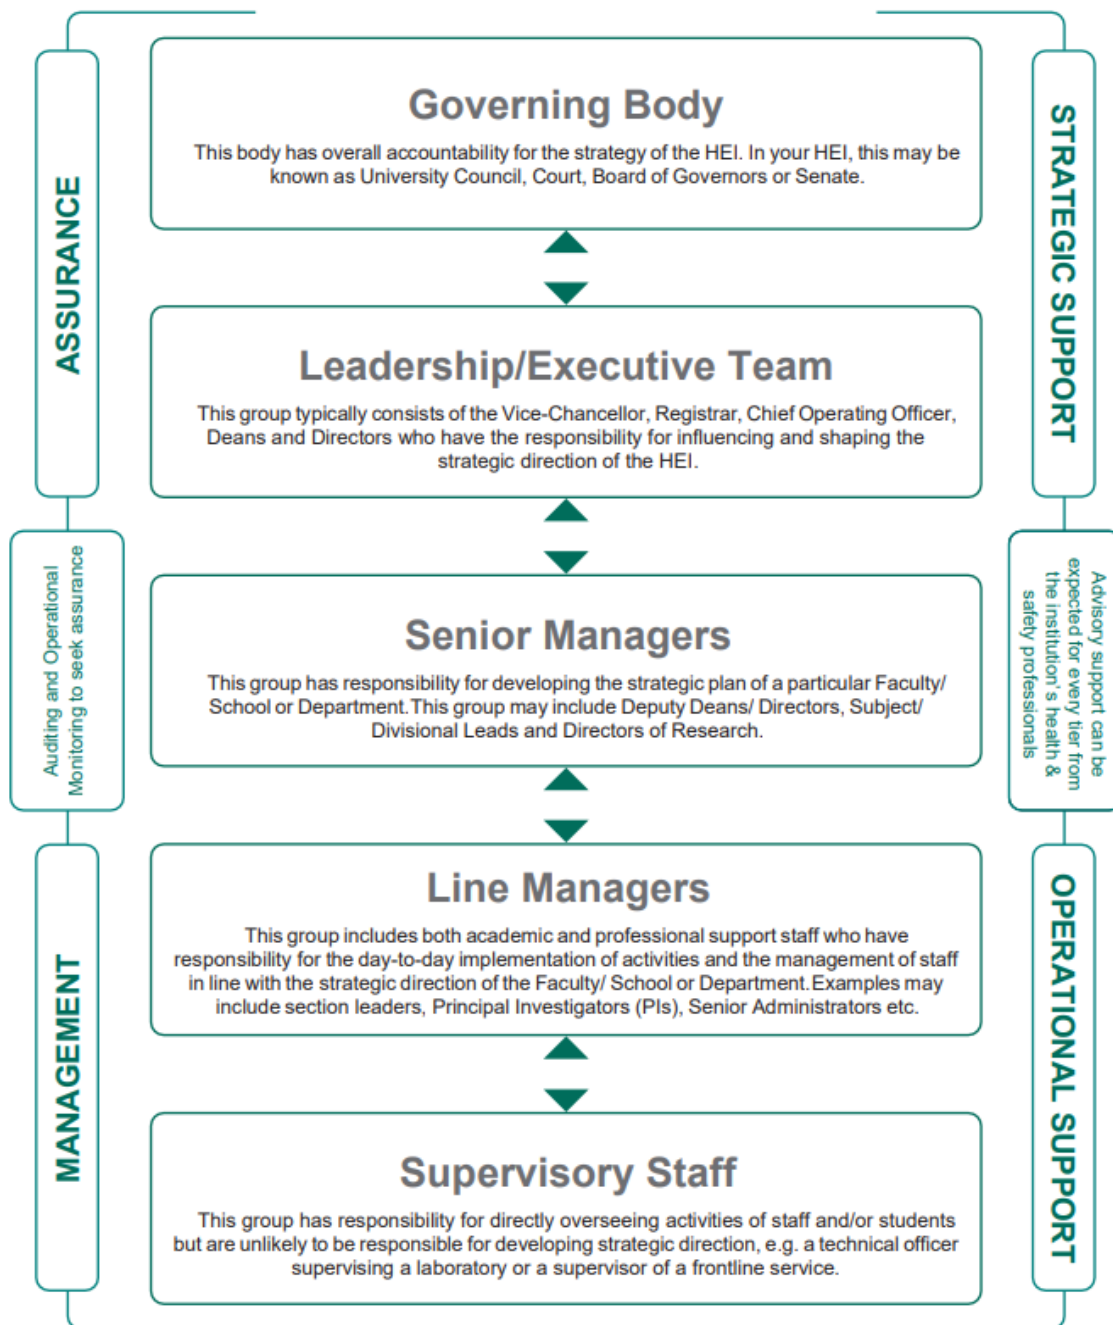 Governing Body
This body has overall accountability for the strategy of the HEI. In your HEI, this may be
known as University Council, Court, Board of Governors or Senate.
Leadership/Executive Team
This group typically consists of the Vice-Chancellor, Registrar, Chief Operating Officer,
Deans and Directors who have the responsibility for influencing and shaping the
strategic direction of the HEI.
Senior Managers
This group has responsibility for developing the strategic plan of a particular Faculty/
School or Department.This group may include Deputy Deans/ Directors, Subject/
Divisional Leads and Directors of Research.
Line Managers
This group includes both academic and professional support staff who have
responsibility for the day-to-day implementation of activities and the management of staff
in line with the strategic direction of the Faculty/ School or Department.Examples may
include section leaders, Principal Investigators (PIs), Senior Administrators etc.
Supervisory Staff
This group has responsibility for directly overseeing activities of staff and/or students
but are unlikely to be responsible for developing strategic direction, e.g. a technical officer
supervising a laboratory or a supervisor of a frontline service.
ASSURANCE
Auditing and Operational
Monitoring to seek assurance
MANAGEMENT
STRATEGIC SUPPORT
Advisory support can be
expected for every tier from
the institution's health &
safety professionals
OPERATIONAL SUPPORT